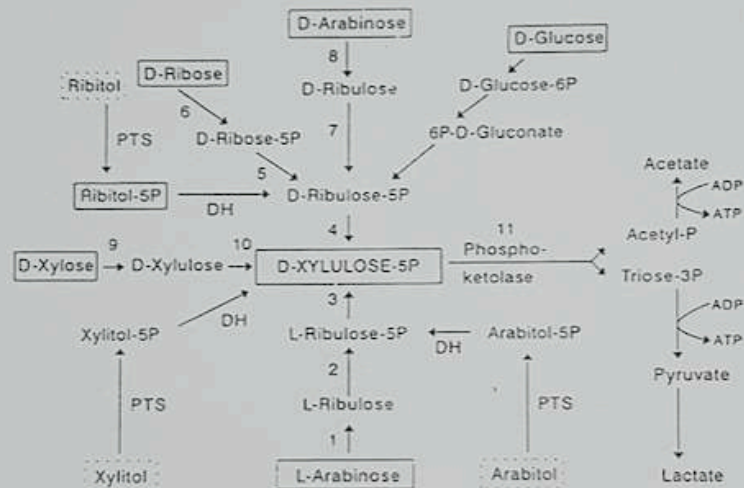 D-Arabinose
D-Glucose
8
D-Ribose
Ribitol
D-Ribulose
D-Glucose-6P
6
7
PTS
D-Ribose-5P
6P-D-Gluconate
Acetate
5
ADP
Ribitol-5P
D-Ribulose-5P
DH
ATP
4
11
Acetyl-P
9
10
Phospho-
D-Xylose
D-Xylulose
D-XYLULOSE-5P
ketolase
Triose-3P
3
DH
ADP
Xylitol-5P
L-Ribulose-5P
Arabitol-5P
DH
ATP
2
Pyruvate
PTS
L-Ribulose
PTS
1
Xylitol
L-Arabinose
Arabitol
Lactate